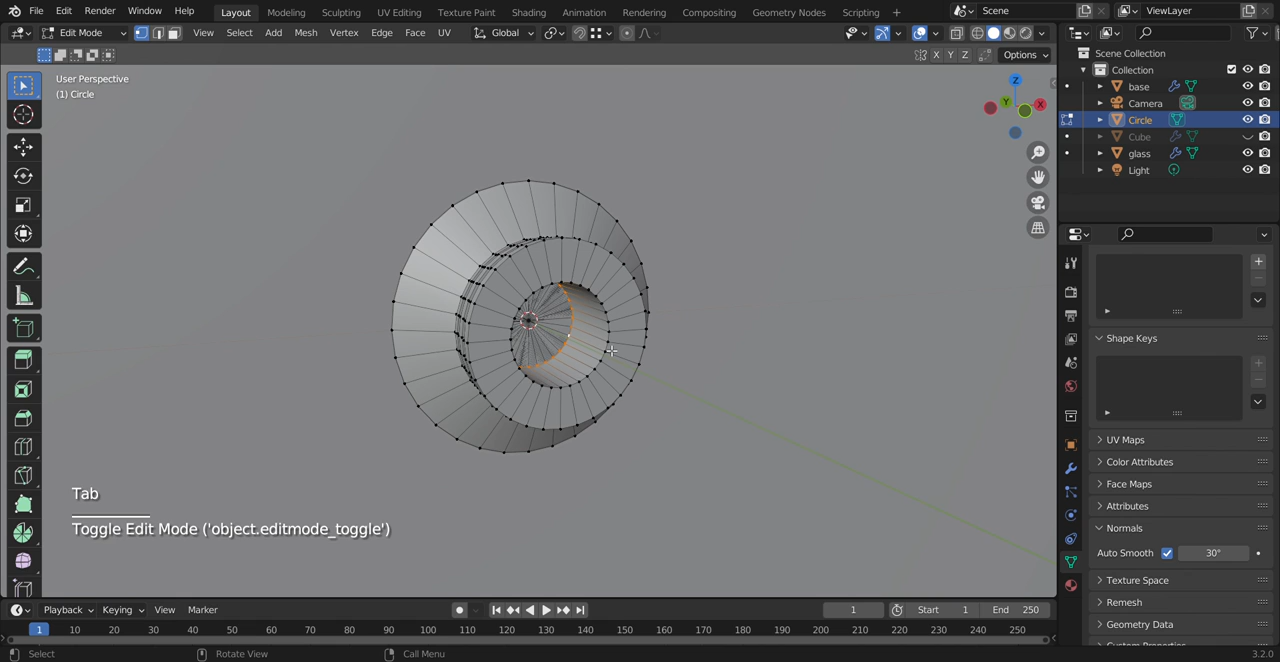 File Edit Render Window Help Layout Modeling Sculpting UV Editing Texture Paint Shading Animation Rendering Compositing Geometry Nodes Scripting + Scene ViewLayer
Edit Mode View Select Add Mesh Vertex Edge Face UV Global
X Y Z Options
User Perspective
(1) Circle
Z
Y
X
Scene Collection
Collection
base
Camera
Circle
Cube
glass
Light
Shape Keys
UV Maps
Color Attributes
Face Maps
Attributes
Normals
Auto Smooth 30°
Texture Space
Remesh
Geometry Data
Custom Properties
Tab
Toggle Edit Mode ('object.editmode_toggle')
Playback Keying View Marker 1 Start 1 End 250
1 10 20 30 40 50 60 70 80 90 100 110 120 130 140 150 160 170 180 190 200 210 220 230 240 250
Select Rotate View Call Menu 3.2.0